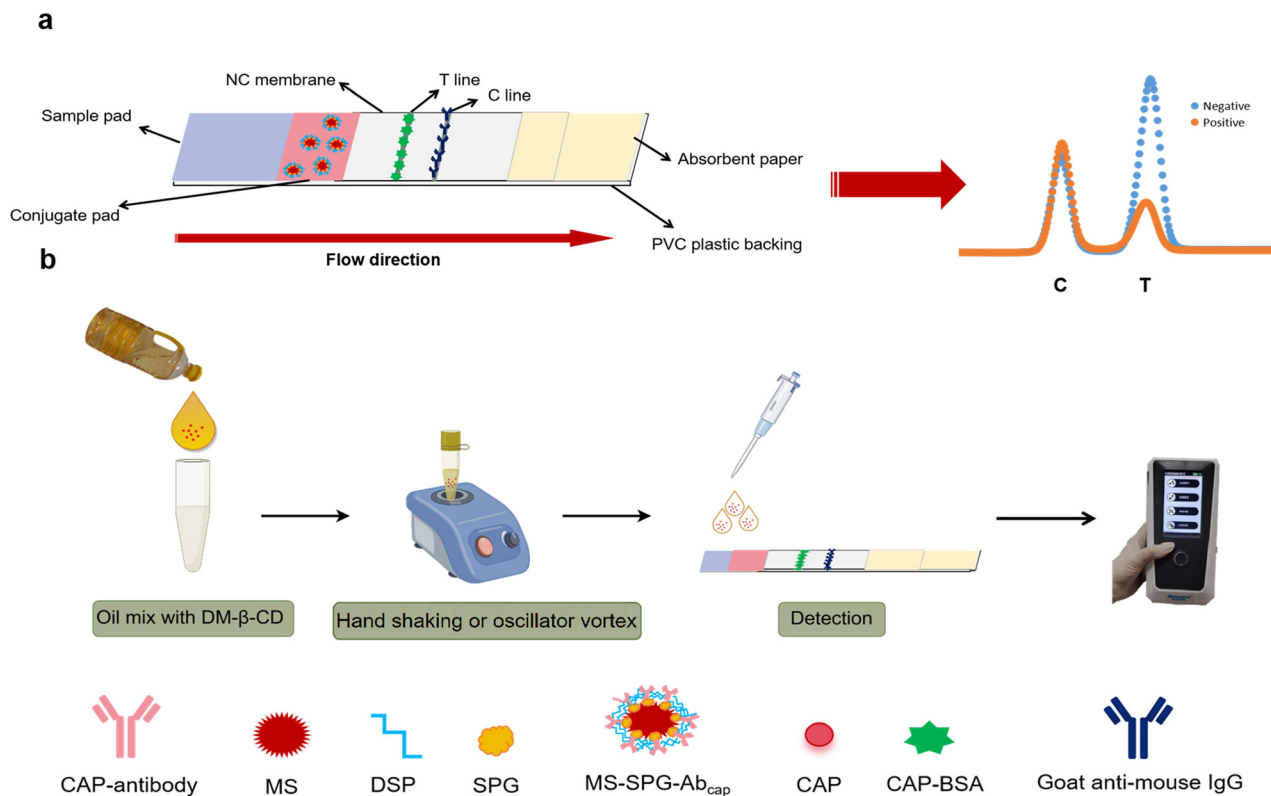 a
NC membrane
T line
C line
Sample pad
Absorbent paper
Conjugate pad
PVC plastic backing
Flow direction
Negative
Positive
C
T
b
Oil mix with DM-β-CD
Hand shaking or oscillator vortex
Detection
CAP-antibody
MS
DSP
SPG
MS-SPG-Abcap
CAP
CAP-BSA
Goat anti-mouse IgG